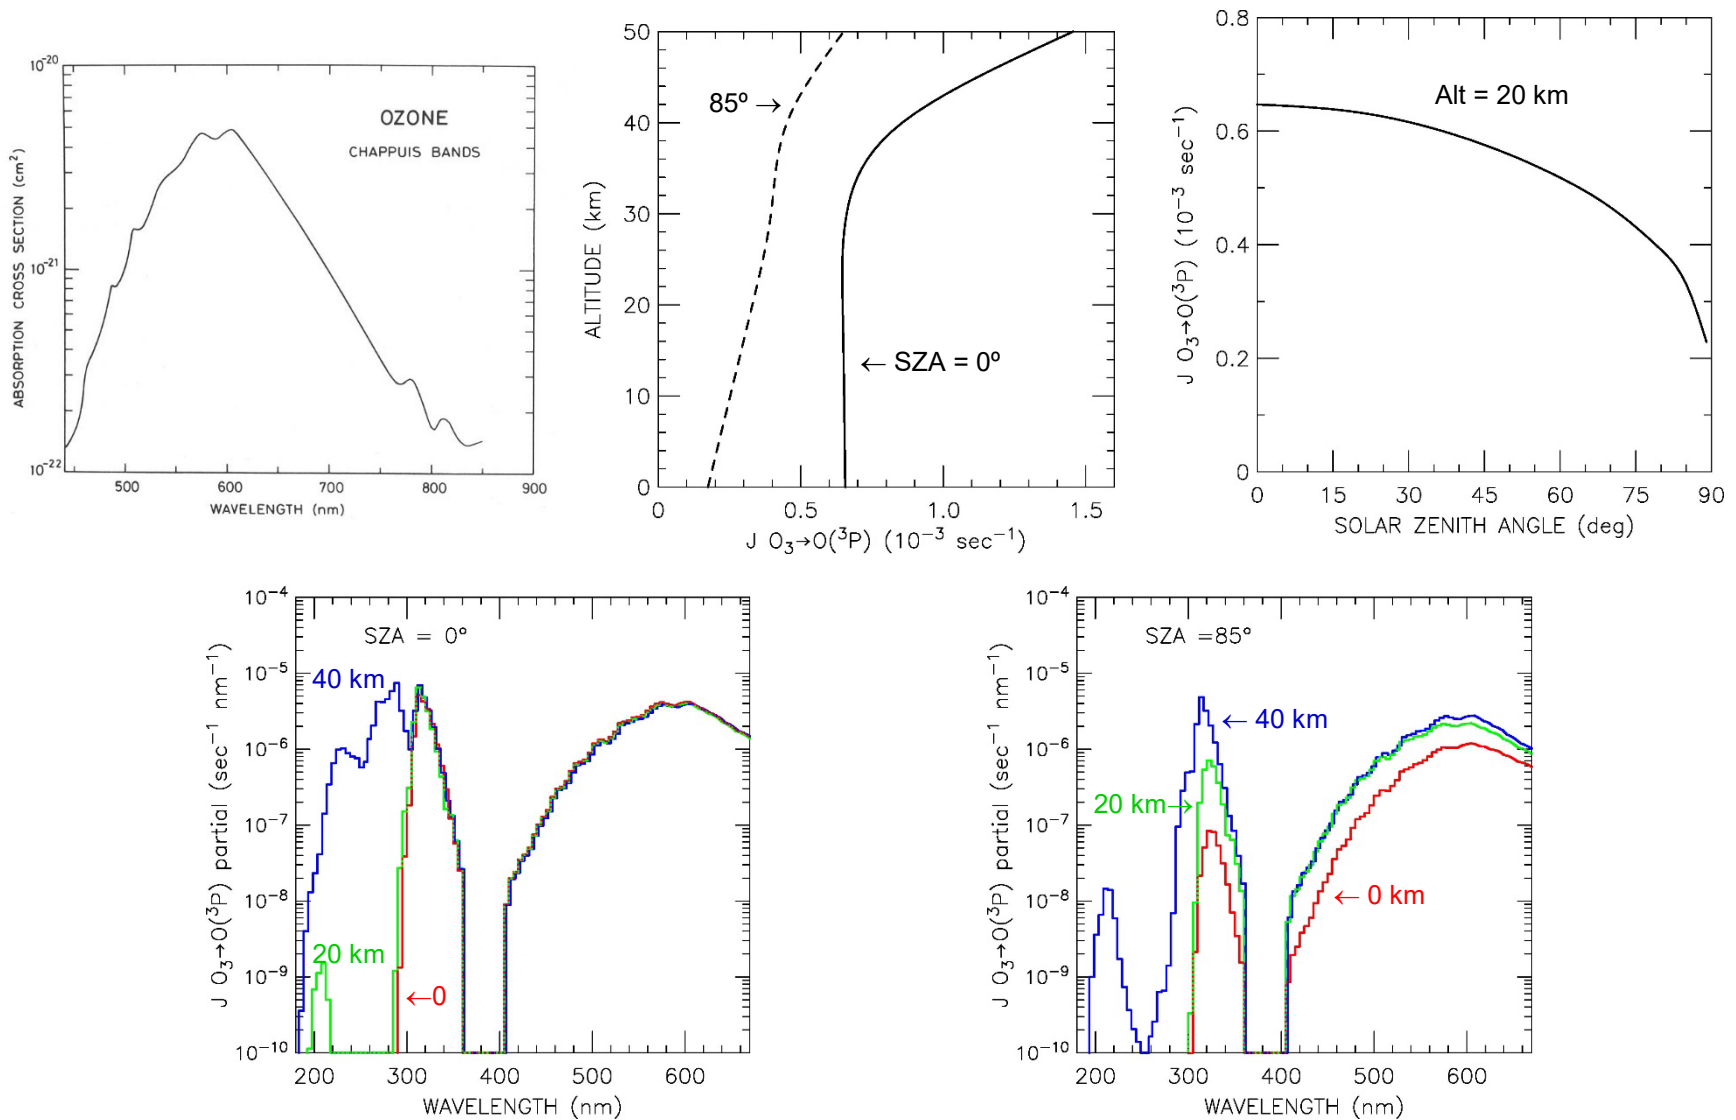 10⁻²⁰
10⁻²¹
10⁻²²
OZONE
CHAPPUIS BANDS
ABSORPTION CROSS SECTION (cm²)
500 600 700 800 900
WAVELENGTH (nm)
50
40
30
20
10
0
ALTITUDE (km)
85º →
← SZA = 0º
0 0.5 1.0 1.5
J O₃→O(³P) (10⁻³ sec⁻¹)
0.8
0.6
0.4
0.2
0
J O₃→O(³P) (10⁻³ sec⁻¹)
Alt = 20 km
0 15 30 45 60 75 90
SOLAR ZENITH ANGLE (deg)
10⁻⁴
10⁻⁵
10⁻⁶
10⁻⁷
10⁻⁸
10⁻⁹
10⁻¹⁰
J O₃→O(³P) partial (sec⁻¹ nm⁻¹)
SZA = 0º
40 km
20 km
←0
200 300 400 500 600
WAVELENGTH (nm)
10⁻⁴
10⁻⁵
10⁻⁶
10⁻⁷
10⁻⁸
10⁻⁹
10⁻¹⁰
J O₃→O(³P) partial (sec⁻¹ nm⁻¹)
SZA =85º
← 40 km
20 km→
← 0 km
200 300 400 500 600
WAVELENGTH (nm)